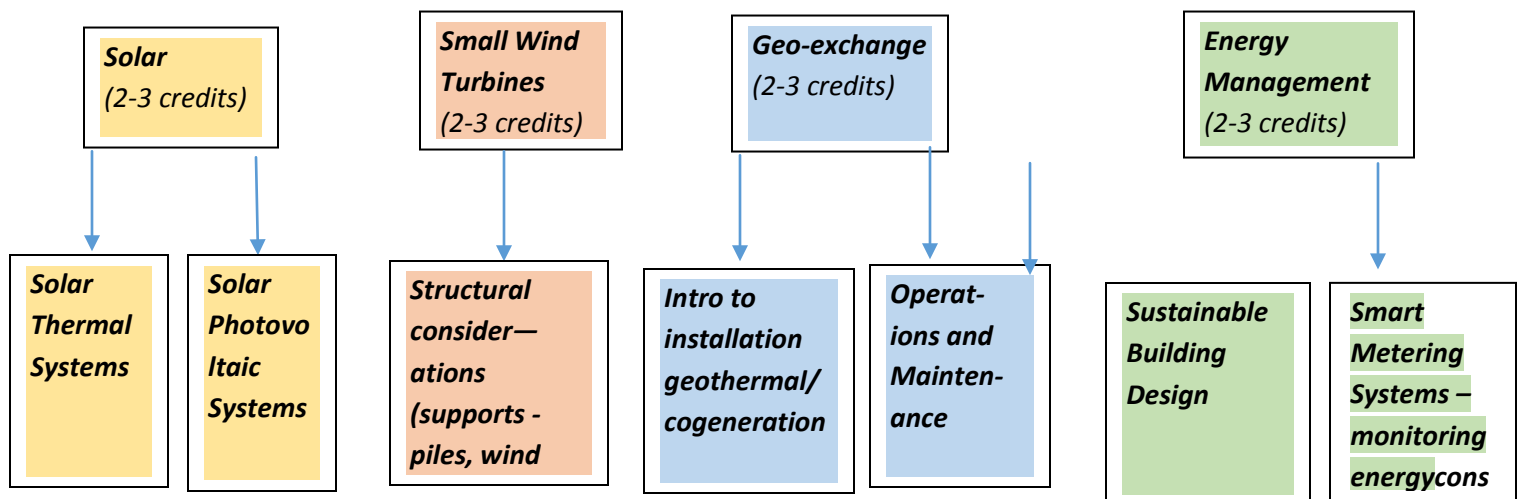 Solar
(2-3 credits)
Small Wind
Turbines
(2-3 credits)
Geo-exchange
(2-3 credits)
Energy
Management
(2-3 credits)
Solar
Thermal
Systems
Solar
Photovo
ltaic
Systems
Structural
consider—
ations
(supports -
piles, wind
Intro to
installation
geothermal/
cogeneration
Operat-
ions and
Mainten-
ance
Sustainable
Building
Design
Smart
Metering
Systems –
monitoring
energycons